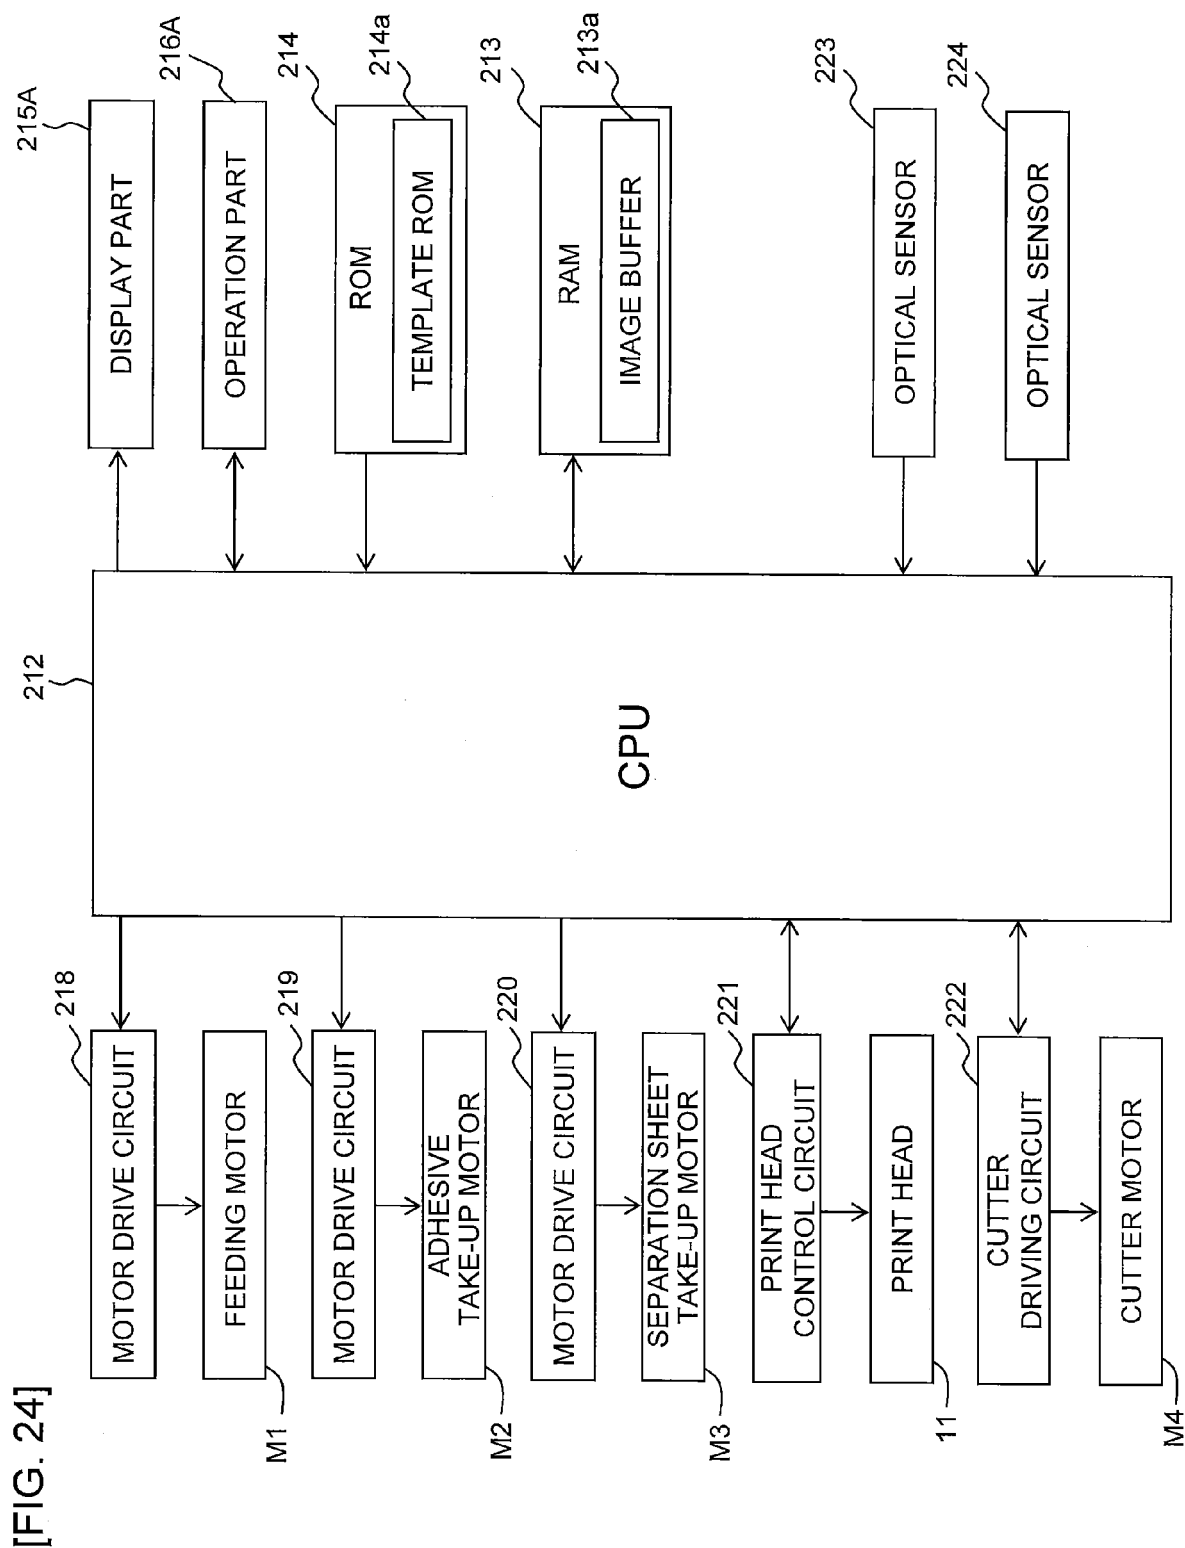 [FIG. 24]
218
MOTOR DRIVE CIRCUIT
FEEDING MOTOR
M1
219
MOTOR DRIVE CIRCUIT
ADHESIVE
TAKE-UP MOTOR
M2
220
MOTOR DRIVE CIRCUIT
SEPARATION SHEET
TAKE-UP MOTOR
M3
221
PRINT HEAD
CONTROL CIRCUIT
PRINT HEAD
11
222
CUTTER
DRIVING CIRCUIT
CUTTER MOTOR
M4
212
CPU
215A
DISPLAY PART
216A
OPERATION PART
214
ROM
214a
TEMPLATE ROM
213
RAM
213a
IMAGE BUFFER
223
OPTICAL SENSOR
224
OPTICAL SENSOR